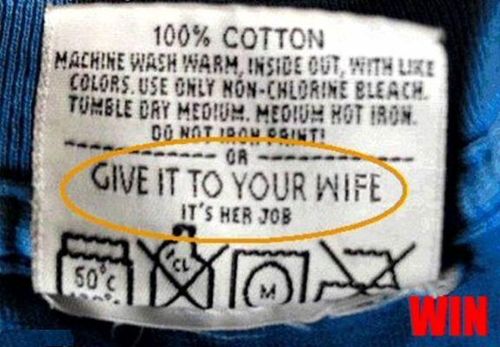 100% COTTON
MACHINE WASH WARM, INSIDE OUT, WITH LIKE
COLORS. USE ONLY NON-CHLORINE BLEACH.
TUMBLE DRY MEDIUM. MEDIUM HOT IRON.
DO NOT IRON PRINT!
OR
GIVE IT TO YOUR WIFE
IT'S HER JOB
50°C CL M
WIN